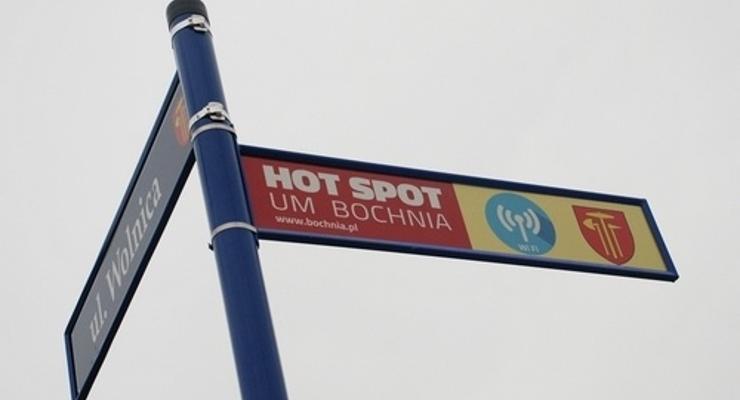 ul. Wolnica
HOT SPOT
UM BOCHNIA
www.bochnia.pl
WiFi